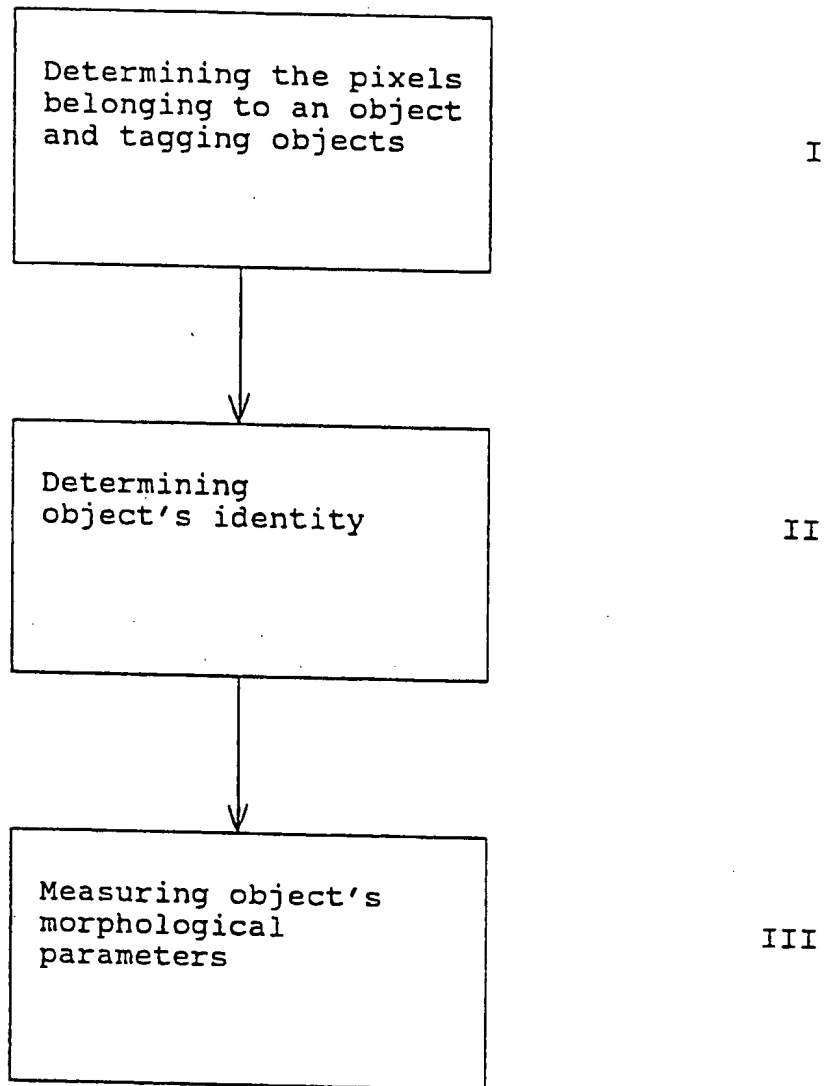 Determining the pixels
belonging to an object
and tagging objects
I
Determining
object's identity
II
Measuring object's
morphological
parameters
III